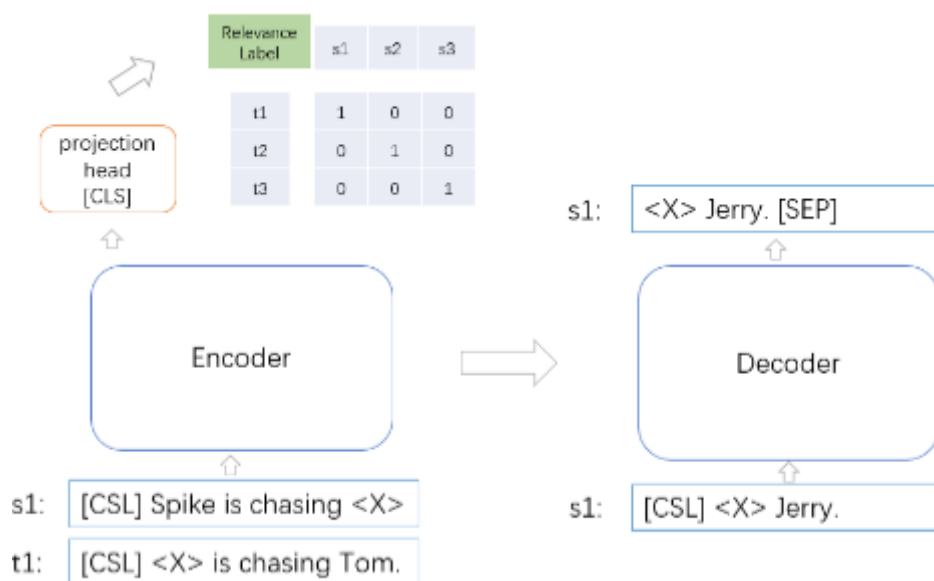 Relevance
Label
s1 s2 s3
t1 1 0 0
t2 0 1 0
t3 0 0 1
projection
head
[CLS]
s1: <X> Jerry. [SEP]
Encoder
Decoder
s1: [CSL] Spike is chasing <X>
t1: [CSL] <X> is chasing Tom.
s1: [CSL] <X> Jerry.